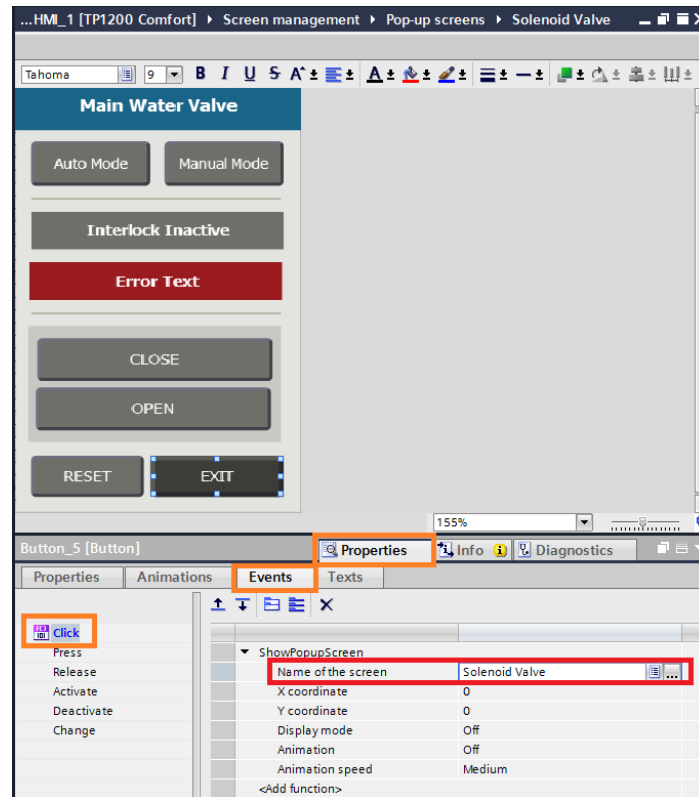 ...HMI_1 [TP1200 Comfort] Screen management Pop-up screens Solenoid Valve
Tahoma 9 B I U S A A
Main Water Valve
Auto Mode Manual Mode
Interlock Inactive
Error Text
CLOSE
OPEN
RESET EXIT
155%
Button_5 [Button] Properties Info Diagnostics
Properties Animations Events Texts
Click
Press ShowPopupScreen
Release Name of the screen Solenoid Valve ...
Activate X coordinate 0
Deactivate Y coordinate 0
Change Display mode Off
Animation Off
Animation speed Medium
<Add function>